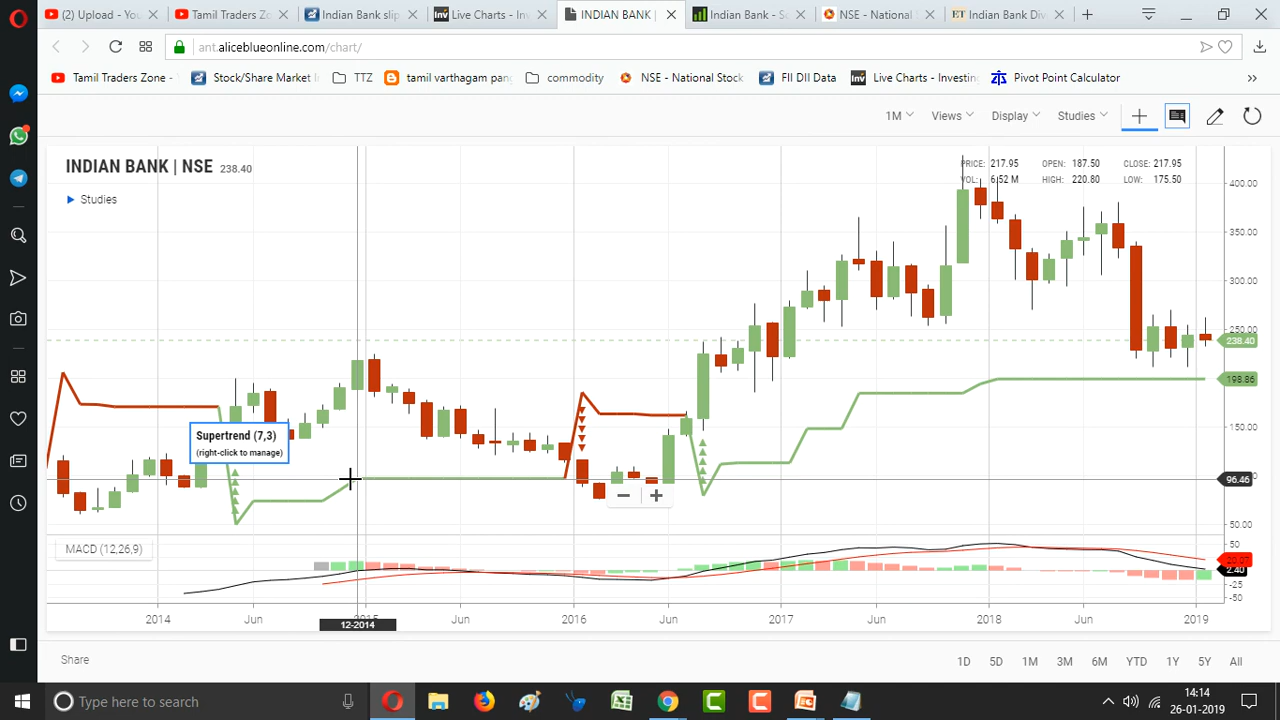 (2) Upload - You
Tamil Traders Zo
Indian Bank slip
Live Charts - Inv
INDIAN BANK |
Indian Bank - So
NSE - National S
Indian Bank Div
ant.aliceblueonline.com/chart/
Tamil Traders Zone -
Stock/Share Market I
TTZ
tamil varthagam pan
commodity
NSE - National Stock
FII DII Data
Live Charts - Investin
Pivot Point Calculator
1M
Views
Display
Studies
INDIAN BANK | NSE 238.40
PRICE: 217.95 OPEN: 187.50 CLOSE: 217.95
VOL: 6.52 M HIGH: 220.80 LOW: 175.50
Studies
400.00
350.00
300.00
250.00
238.40
198.86
150.00
96.46
50.00
Supertrend (7,3)
(right-click to manage)
MACD (12,26,9)
50
20.07
2.40
-25
-50
2014 Jun 2015 Jun 2016 Jun 2017 Jun 2018 Jun 2019
12-2014
Share
1D 5D 1M 3M 6M YTD 1Y 5Y All
Type here to search
14:14
26-01-2019